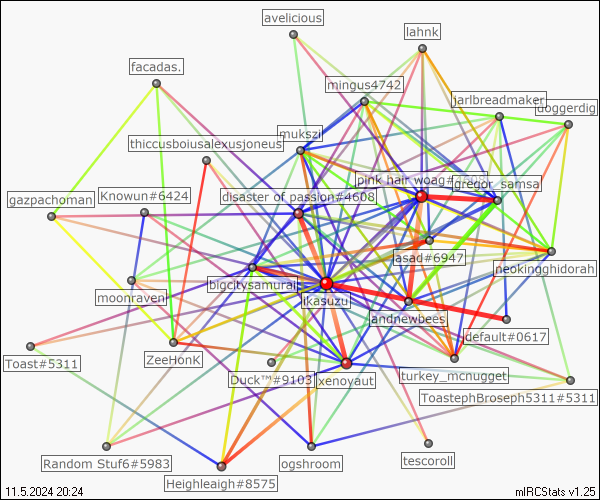 avelicious
lahnk
facadas.
mingus4742
jarlbreadmaker
doggerdig
mukszi
thiccusboiusalexusjoneus
pink hair woag#
gregor_samsa
gazpachoman
Knowun#6424
disaster of passion#4608
lasad#6947
neokingghidorah
bigcitysamurai
moonraveni
ikasuzu
andnewbees
default#0617
Toast#5311
ZeeHonk
Duck™#9103
xenoyaut
turkey_mcnugget
ToastephBroseph5311#5311
Random Stuf6#5983
ogshroom
tescoroll
Heighleaigh#8575
11.5.2024 20:24
mIRCStats v1.25